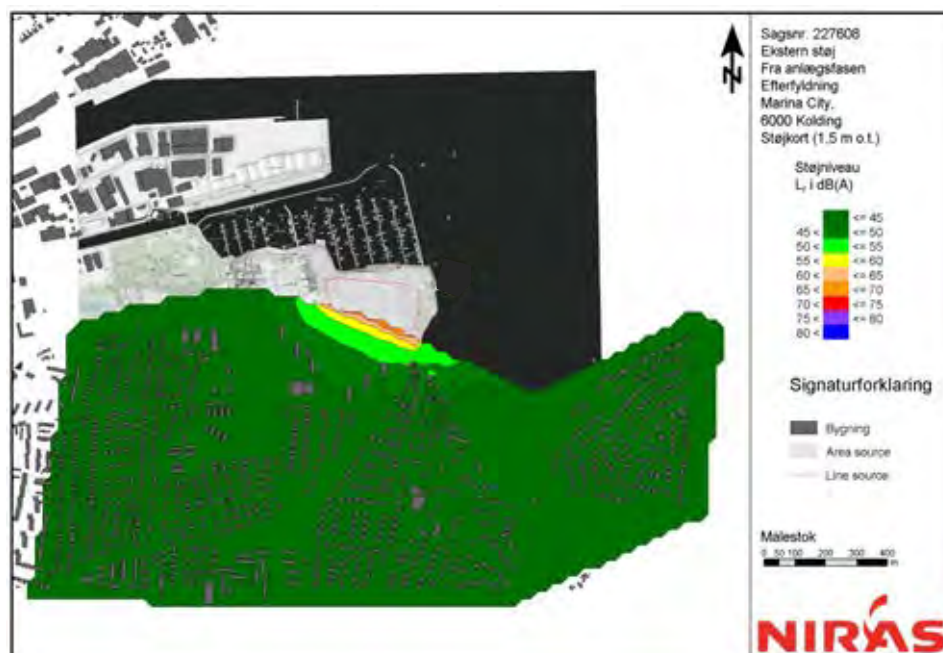 N
Sagsnr. 227608
Ekstern støj
Fra anlægsfasen
Efterfyldning
Marina City,
6000 Kolding
Støjkort (1,5 m o.t.)
Støjniveau
Lr i dB(A)
<= 45
45 < <= 50
50 < <= 55
55 < <= 60
60 < <= 65
65 < <= 70
70 < <= 75
75 < <= 80
80 <
Signaturforklaring
Bygning
Area source
Line source
Målestok
0 50 100 200 300 400
m
NIRAS